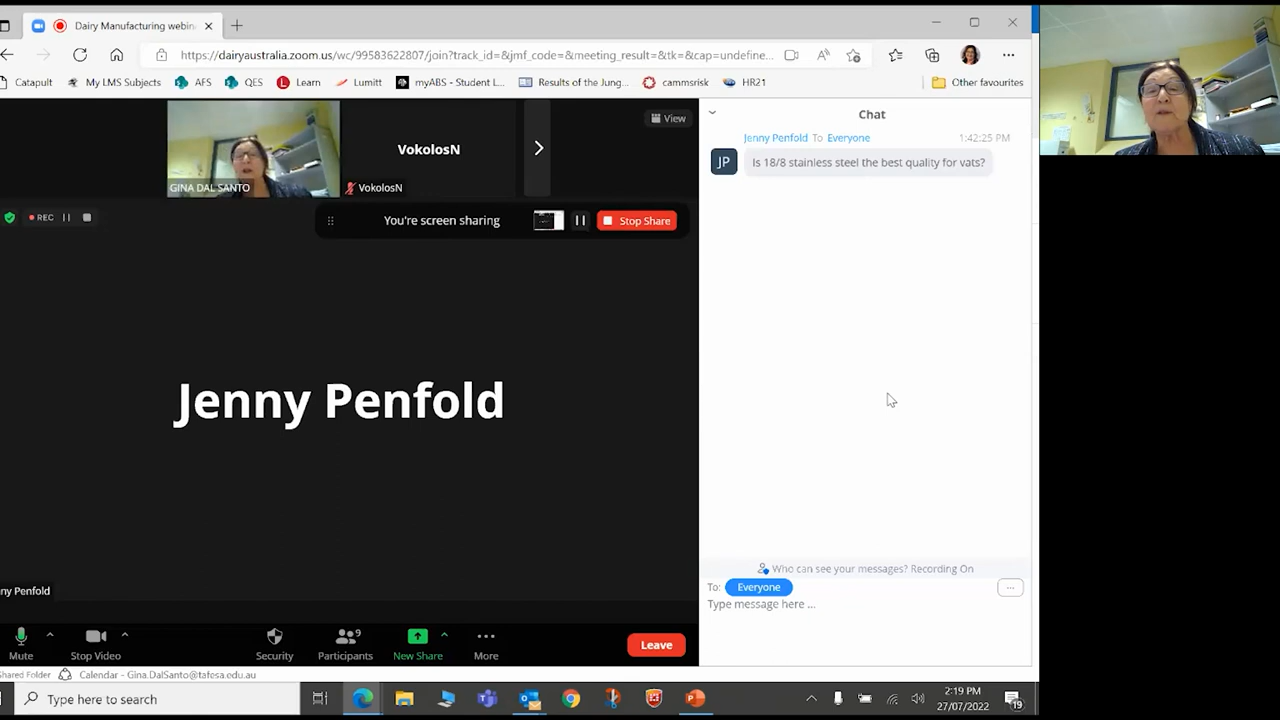 Dairy Manufacturing webin
https://dairyaustralia.zoom.us/wc/99583622807/join?track_id=&jmf_code=&meeting_result=&tk=&cap=undefine...
Catapult
My LMS Subjects
AFS
QES
Learn
Lumitt
myABS - Student L...
Results of the Jung...
cammsrisk
HR21
Other favourites
View
Chat
Jenny Penfold To Everyone 1:42:25 PM
JP
Is 18/8 stainless steel the best quality for vats?
VokolosN
GINA DAL SANTO
VokolosN
REC
You're screen sharing
Stop Share
Jenny Penfold
ny Penfold
Who can see your messages? Recording On
To: Everyone
Type message here ...
9
Mute
Stop Video
Security
Participants
New Share
More
Leave
Shared Folder
Calendar - Gina.DalSanto@tafesa.edu.au
Type here to search
2:19 PM
27/07/2022
19